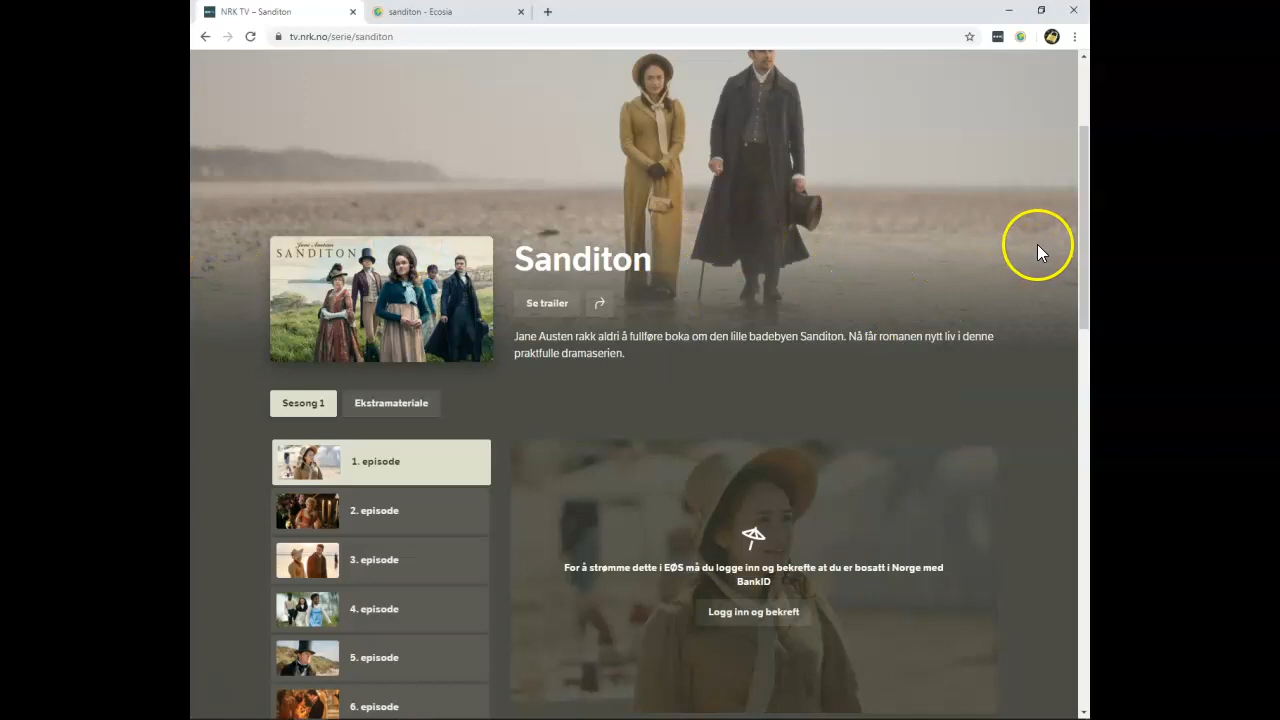 NRK TV – Sanditon
sanditon - Ecosia
tv.nrk.no/serie/sanditon
Jane Austen's
SANDITON
Sanditon
Se trailer
Jane Austen rakk aldri å fullføre boka om den lille badebyen Sanditon. Nå får romanen nytt liv i denne
praktfulle dramaserien.
Sesong 1
Ekstramateriale
1. episode
2. episode
3. episode
4. episode
5. episode
6. episode
For å strømme dette i EØS må du logge inn og bekrefte at du er bosatt i Norge med
BankID
Logg inn og bekreft